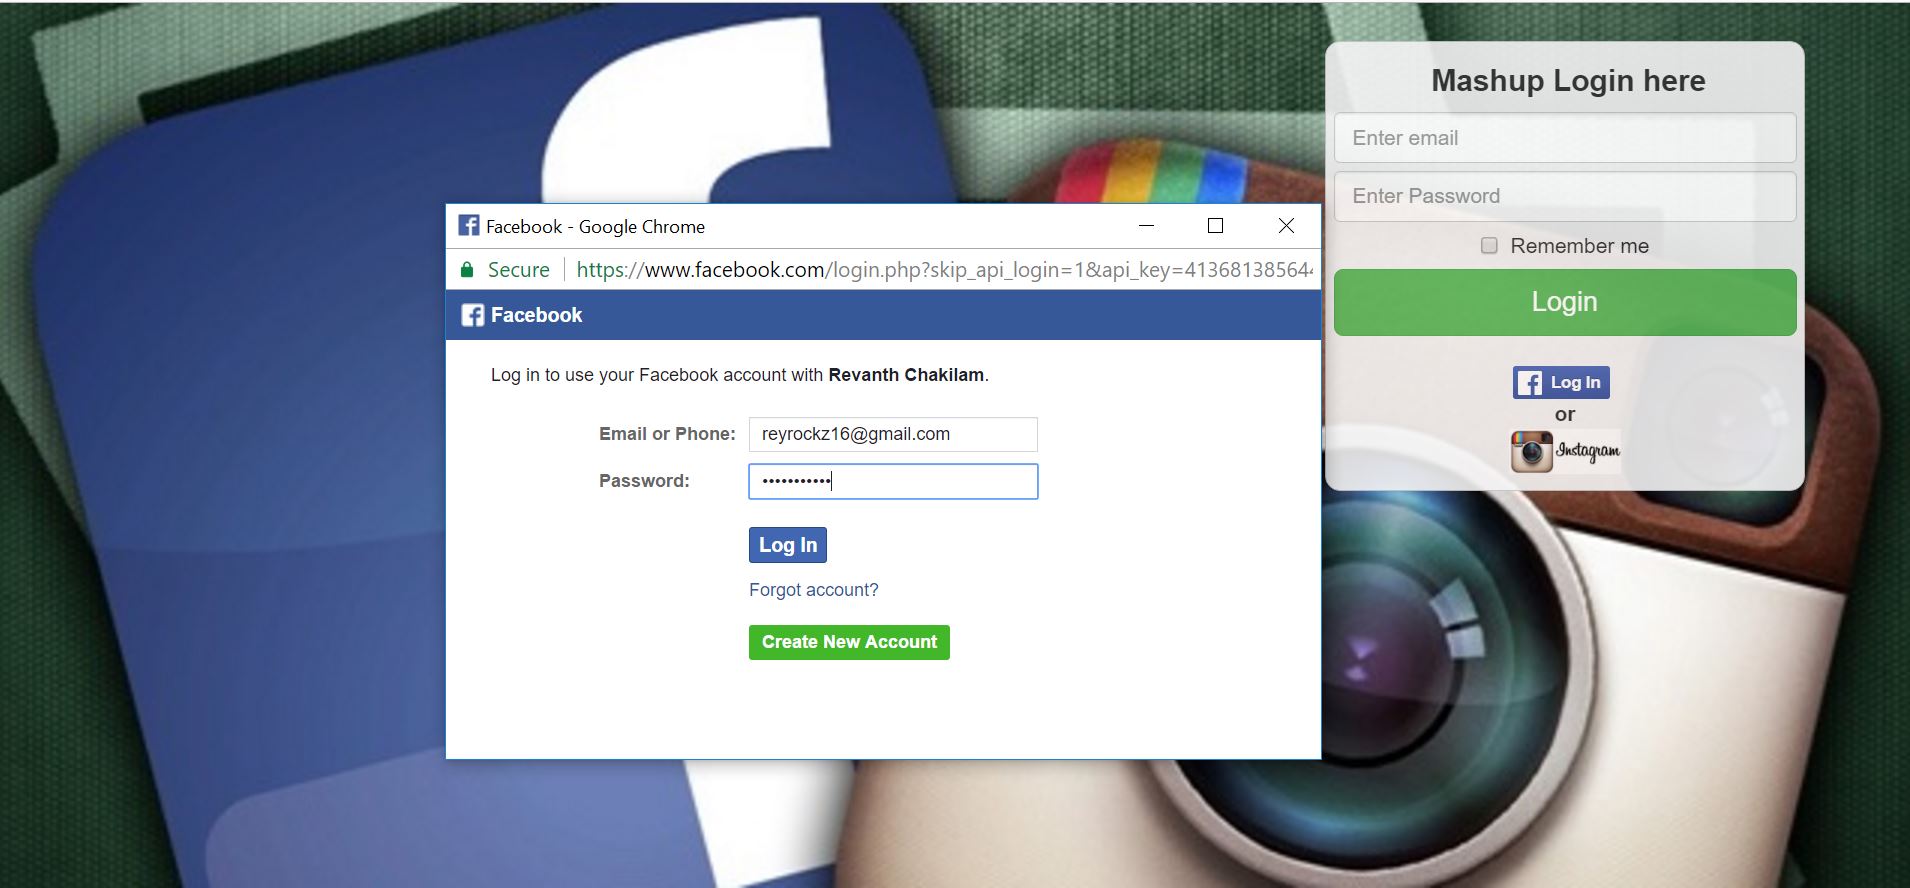 Mashup Login here
Enter email
Enter Password
Remember me
Login
Log In
or
Instagram
Facebook - Google Chrome
Secure https://www.facebook.com/login.php?skip_api_login=1&api_key=41368138564
Facebook
Log in to use your Facebook account with Revanth Chakilam.
Email or Phone: reyrockz16@gmail.com
Password: •••••••••••
Log In
Forgot account?
Create New Account